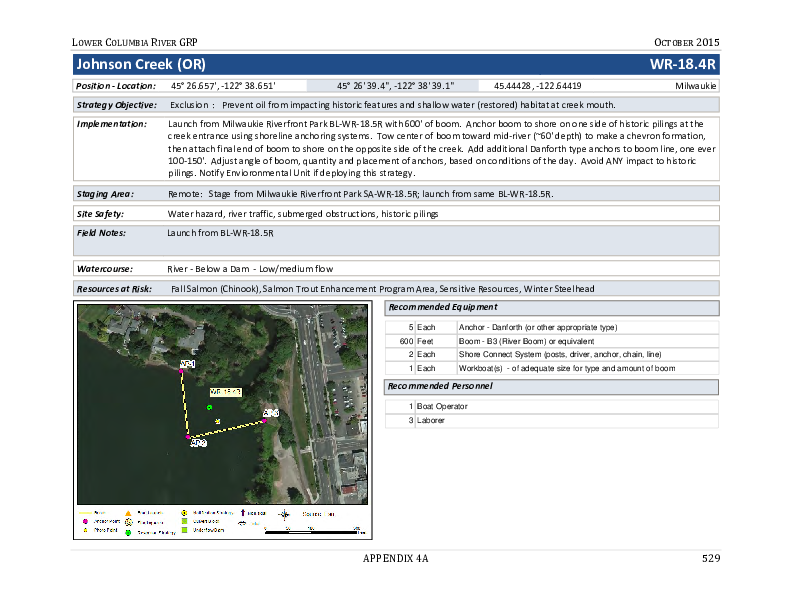 LOWER COLUMBIA RIVER GRP OCTOBER 2015
Johnson Creek (OR) WR-18.4R
Position - Location: 45° 26.657', -122° 38.651' 45° 26'39.4", -122° 38'39.1" 45.44428, -122.64419 Milwaukie
Strategy Objective: Exclusion : Prevent oil from impacting historic features and shallow water (restored) habitat at creek mouth.
Implementation: Launch from Milwaukie Riverfront Park BL-WR-18.5R with 600' of boom. Anchor boom to shore on one side of historic pilings at the
creek entrance using shoreline anchoring systems. Tow center of boom toward mid-river (~60' depth) to make a chevron formation,
then attach final end of boom to shore on the opposite side of the creek. Add additional Danforth type anchors to boom line, one ever
100-150'. Adjust angle of boom, quantity and placement of anchors, based on conditions of the day. Avoid ANY impact to historic
pilings. Notify Envioronmental Unit if deploying this strategy.
Staging Area: Remote: Stage from Milwaukie Riverfront Park SA-WR-18.5R; launch from same BL-WR-18.5R.
Site Safety: Water hazard, river traffic, submerged obstructions, historic pilings
Field Notes: Launch from BL-WR-18.5R
Watercourse: River - Below a Dam - Low/medium flow
Resources at Risk: Fall Salmon (Chinook), Salmon Trout Enhancement Program Area, Sensitive Resources, Winter Steelhead
Recommended Equipment
5 Each Anchor - Danforth (or other appropriate type)
600 Feet Boom - B3 (River Boom) or equivalent
2 Each Shore Connect System (posts, driver, anchor, chain, line)
1 Each Workboat(s) - of adequate size for type and amount of boom
Recommended Personnel
1 Boat Operator
3 Laborer
AP-1
AP-2
Anchor Point
Photo Point
APPENDIX 4A 529